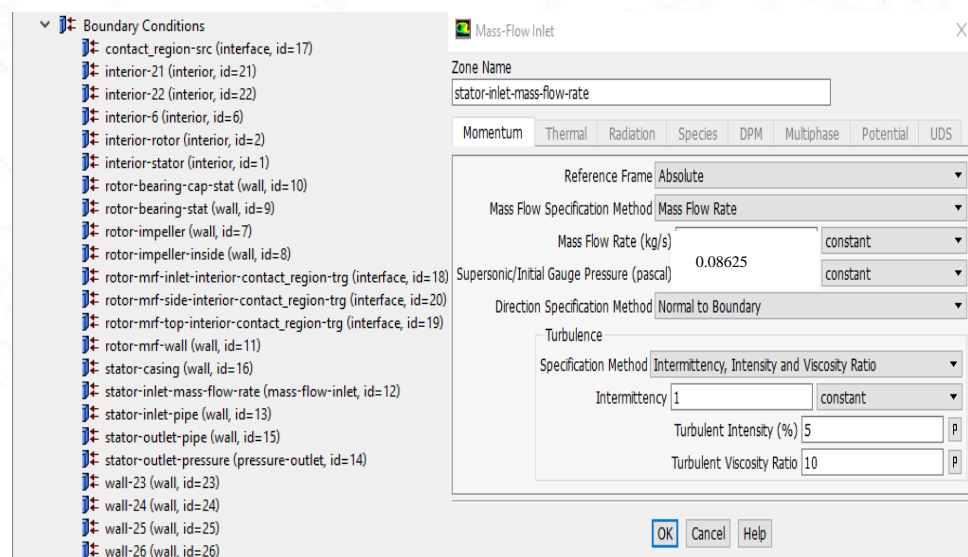 Boundary Conditions
contact_region-src (interface, id=17)
interior-21 (interior, id=21)
interior-22 (interior, id=22)
interior-6 (interior, id=6)
interior-rotor (interior, id=2)
interior-stator (interior, id=1)
rotor-bearing-cap-stat (wall, id=10)
rotor-bearing-stat (wall, id=9)
rotor-impeller (wall, id=7)
rotor-impeller-inside (wall, id=8)
rotor-mrf-inlet-interior-contact_region-trg (interface, id=18)
rotor-mrf-side-interior-contact_region-trg (interface, id=20)
rotor-mrf-top-interior-contact_region-trg (interface, id=19)
rotor-mrf-wall (wall, id=11)
stator-casing (wall, id=16)
stator-inlet-mass-flow-rate (mass-flow-inlet, id=12)
stator-inlet-pipe (wall, id=13)
stator-outlet-pipe (wall, id=15)
stator-outlet-pressure (pressure-outlet, id=14)
wall-23 (wall, id=23)
wall-24 (wall, id=24)
wall-25 (wall, id=25)
wall-26 (wall, id=26)
Mass-Flow Inlet
Zone Name
stator-inlet-mass-flow-rate
Momentum Thermal Radiation Species DPM Multiphase Potential UDS
Reference Frame Absolute
Mass Flow Specification Method Mass Flow Rate
Mass Flow Rate (kg/s) constant
0.08625
Supersonic/Initial Gauge Pressure (pascal) constant
Direction Specification Method Normal to Boundary
Turbulence
Specification Method Intermittency, Intensity and Viscosity Ratio
Intermittency 1 constant
Turbulent Intensity (%) 5 P
Turbulent Viscosity Ratio 10 P
OK Cancel Help